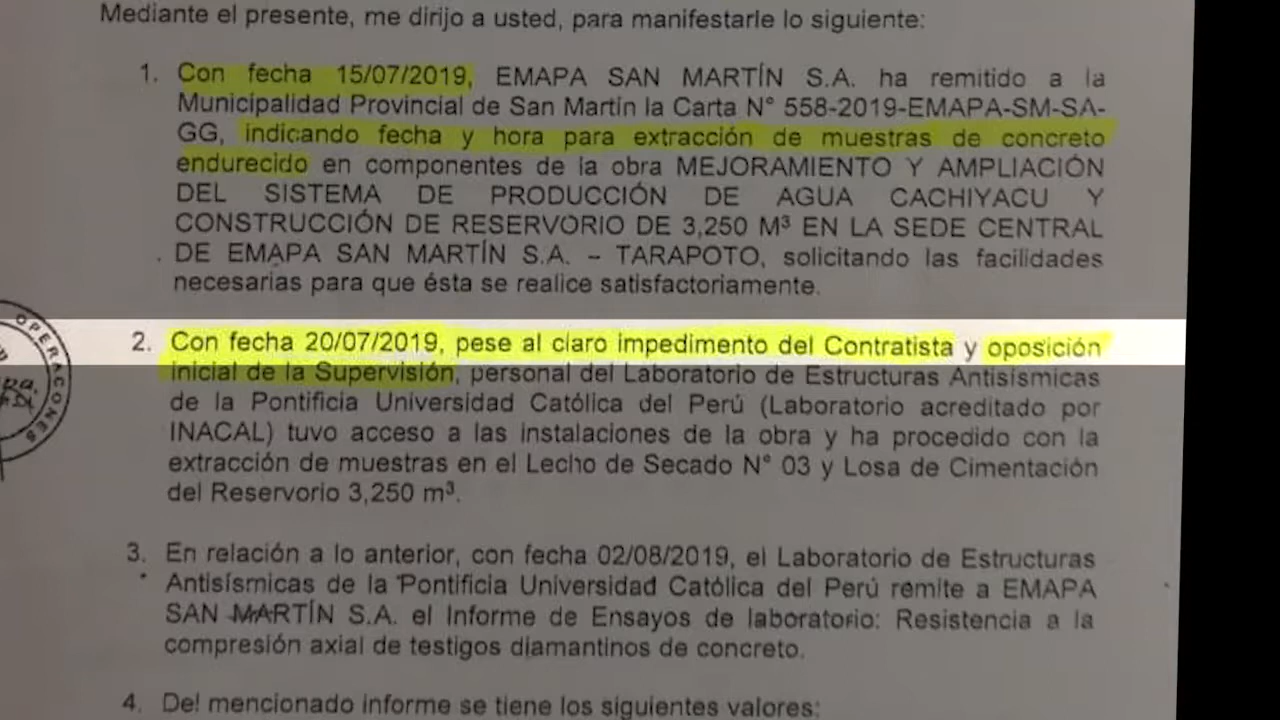 Mediante el presente, me dirijo a usted, para manifestarle lo siguiente:
1. Con fecha 15/07/2019, EMAPA SAN MARTÍN S.A. ha remitido a la
Municipalidad Provincial de San Martín la Carta N° 558-2019-EMAPA-SM-SA-
GG, indicando fecha y hora para extracción de muestras de concreto
endurecido en componentes de la obra MEJORAMIENTO Y AMPLIACIÓN
DEL SISTEMA DE PRODUCCIÓN DE AGUA CACHIYACU Y
CONSTRUCCIÓN DE RESERVORIO DE 3,250 M³ EN LA SEDE CENTRAL
DE EMAPA SAN MARTÍN S.A. – TARAPOTO, solicitando las facilidades
necesarias para que ésta se realice satisfactoriamente.
OPERACIONES
2. Con fecha 20/07/2019, pese al claro impedimento del Contratista y oposición
inicial de la Supervisión, personal del Laboratorio de Estructuras Antisísmicas
de la Pontificia Universidad Católica del Perú (Laboratorio acreditado por
INACAL) tuvo acceso a las instalaciones de la obra y ha procedido con la
extracción de muestras en el Lecho de Secado N° 03 y Losa de Cimentación
del Reservorio 3,250 m³.
3. En relación a lo anterior, con fecha 02/08/2019, el Laboratorio de Estructuras
Antisísmicas de la Pontificia Universidad Católica del Perú remite a EMAPA
SAN MARTÍN S.A. el Informe de Ensayos de laboratorio: Resistencia a la
compresión axial de testigos diamantinos de concreto.
4. Del mencionado informe se tiene los siguientes valores: